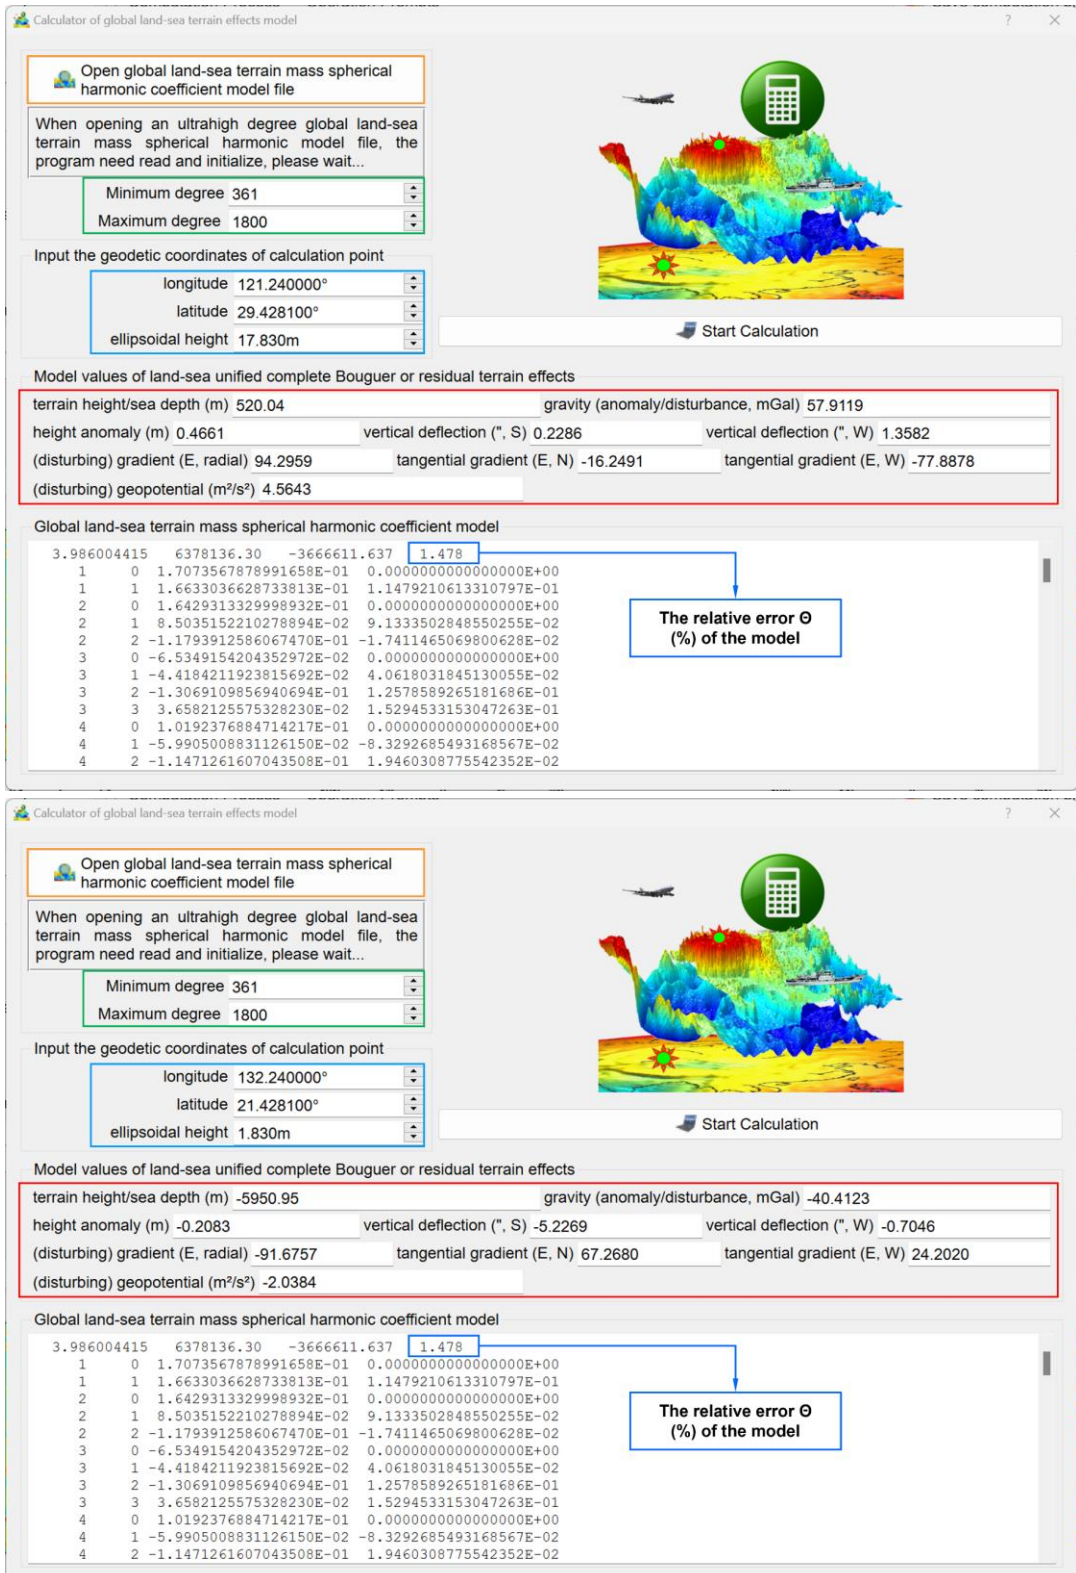 Calculator of global land-sea terrain effects model ? ×
Open global land-sea terrain mass spherical
harmonic coefficient model file
When opening an ultrahigh degree global land-sea
terrain mass spherical harmonic model file, the
program need read and initialize, please wait...
Minimum degree 361
Maximum degree 1800
Input the geodetic coordinates of calculation point
longitude 121.240000°
latitude 29.428100°
ellipsoidal height 17.830m
Start Calculation
Model values of land-sea unified complete Bouguer or residual terrain effects
terrain height/sea depth (m) 520.04 gravity (anomaly/disturbance, mGal) 57.9119
height anomaly (m) 0.4661 vertical deflection (", S) 0.2286 vertical deflection (", W) 1.3582
(disturbing) gradient (E, radial) 94.2959 tangential gradient (E, N) -16.2491 tangential gradient (E, W) -77.8878
(disturbing) geopotential (m²/s²) 4.5643
Global land-sea terrain mass spherical harmonic coefficient model
3.986004415 6378136.30 -3666611.637 1.478
1 0 1.7073567878991658E-01 0.0000000000000000E+00
1 1 1.6633036628733813E-01 1.1479210613310797E-01
2 0 1.6429313329998932E-01 0.0000000000000000E+00
2 1 8.5035152210278894E-02 9.1333502848550255E-02
2 2 -1.1793912586067470E-01 -1.7411465069800628E-02
3 0 -6.5349154204352972E-02 0.0000000000000000E+00
3 1 -4.4184211923815692E-02 4.0618031845130055E-02
3 2 -1.3069109856940694E-01 1.2578589265181686E-01
3 3 3.6582125575328230E-02 1.5294533153047263E-01
4 0 1.0192376884714217E-01 0.0000000000000000E+00
4 1 -5.9905008831126150E-02 -8.3292685493168567E-02
4 2 -1.1471261607043508E-01 1.9460308775542352E-02
The relative error Θ
(%) of the model
Calculator of global land-sea terrain effects model ? ×
Open global land-sea terrain mass spherical
harmonic coefficient model file
When opening an ultrahigh degree global land-sea
terrain mass spherical harmonic model file, the
program need read and initialize, please wait...
Minimum degree 361
Maximum degree 1800
Input the geodetic coordinates of calculation point
longitude 132.240000°
latitude 21.428100°
ellipsoidal height 1.830m
Start Calculation
Model values of land-sea unified complete Bouguer or residual terrain effects
terrain height/sea depth (m) -5950.95 gravity (anomaly/disturbance, mGal) -40.4123
height anomaly (m) -0.2083 vertical deflection (", S) -5.2269 vertical deflection (", W) -0.7046
(disturbing) gradient (E, radial) -91.6757 tangential gradient (E, N) 67.2680 tangential gradient (E, W) 24.2020
(disturbing) geopotential (m²/s²) -2.0384
Global land-sea terrain mass spherical harmonic coefficient model
3.986004415 6378136.30 -3666611.637 1.478
1 0 1.7073567878991658E-01 0.0000000000000000E+00
1 1 1.6633036628733813E-01 1.1479210613310797E-01
2 0 1.6429313329998932E-01 0.0000000000000000E+00
2 1 8.5035152210278894E-02 9.1333502848550255E-02
2 2 -1.1793912586067470E-01 -1.7411465069800628E-02
3 0 -6.5349154204352972E-02 0.0000000000000000E+00
3 1 -4.4184211923815692E-02 4.0618031845130055E-02
3 2 -1.3069109856940694E-01 1.2578589265181686E-01
3 3 3.6582125575328230E-02 1.5294533153047263E-01
4 0 1.0192376884714217E-01 0.0000000000000000E+00
4 1 -5.9905008831126150E-02 -8.3292685493168567E-02
4 2 -1.1471261607043508E-01 1.9460308775542352E-02
The relative error Θ
(%) of the model